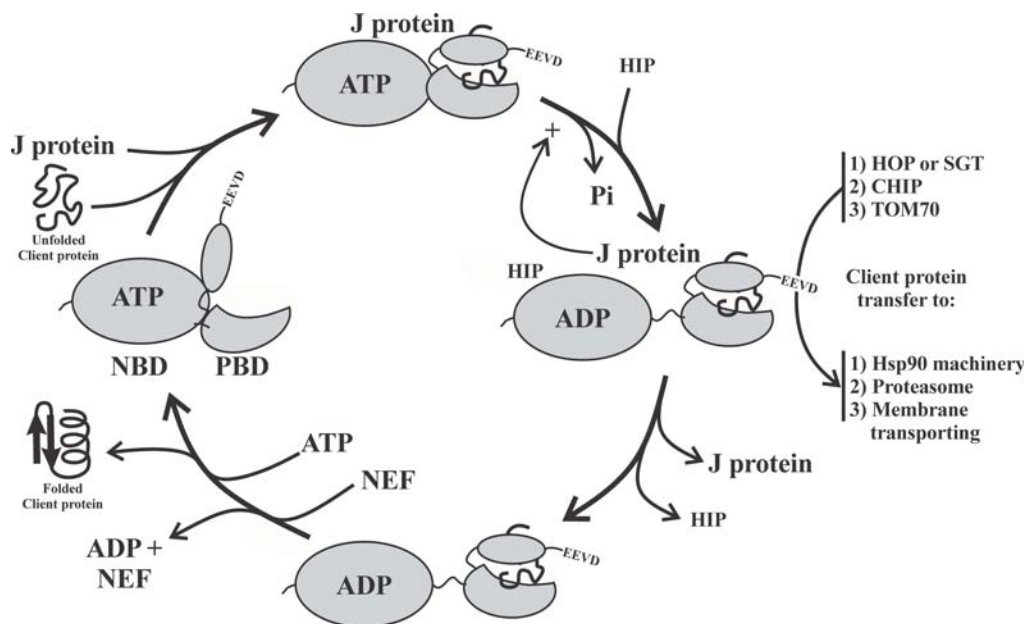 J protein
ATP
EEVD
HIP
+
Pi
J protein
Unfolded
Client protein
EEVD
ATP
NBD
PBD
J protein
HIP
ADP
EEVD
1) HOP or SGT
2) CHIP
3) TOM70
Client protein
transfer to:
1) Hsp90 machinery
2) Proteasome
3) Membrane
transporting
J protein
HIP
ATP
NEF
Folded
Client protein
ADP +
NEF
ADP
EEVD